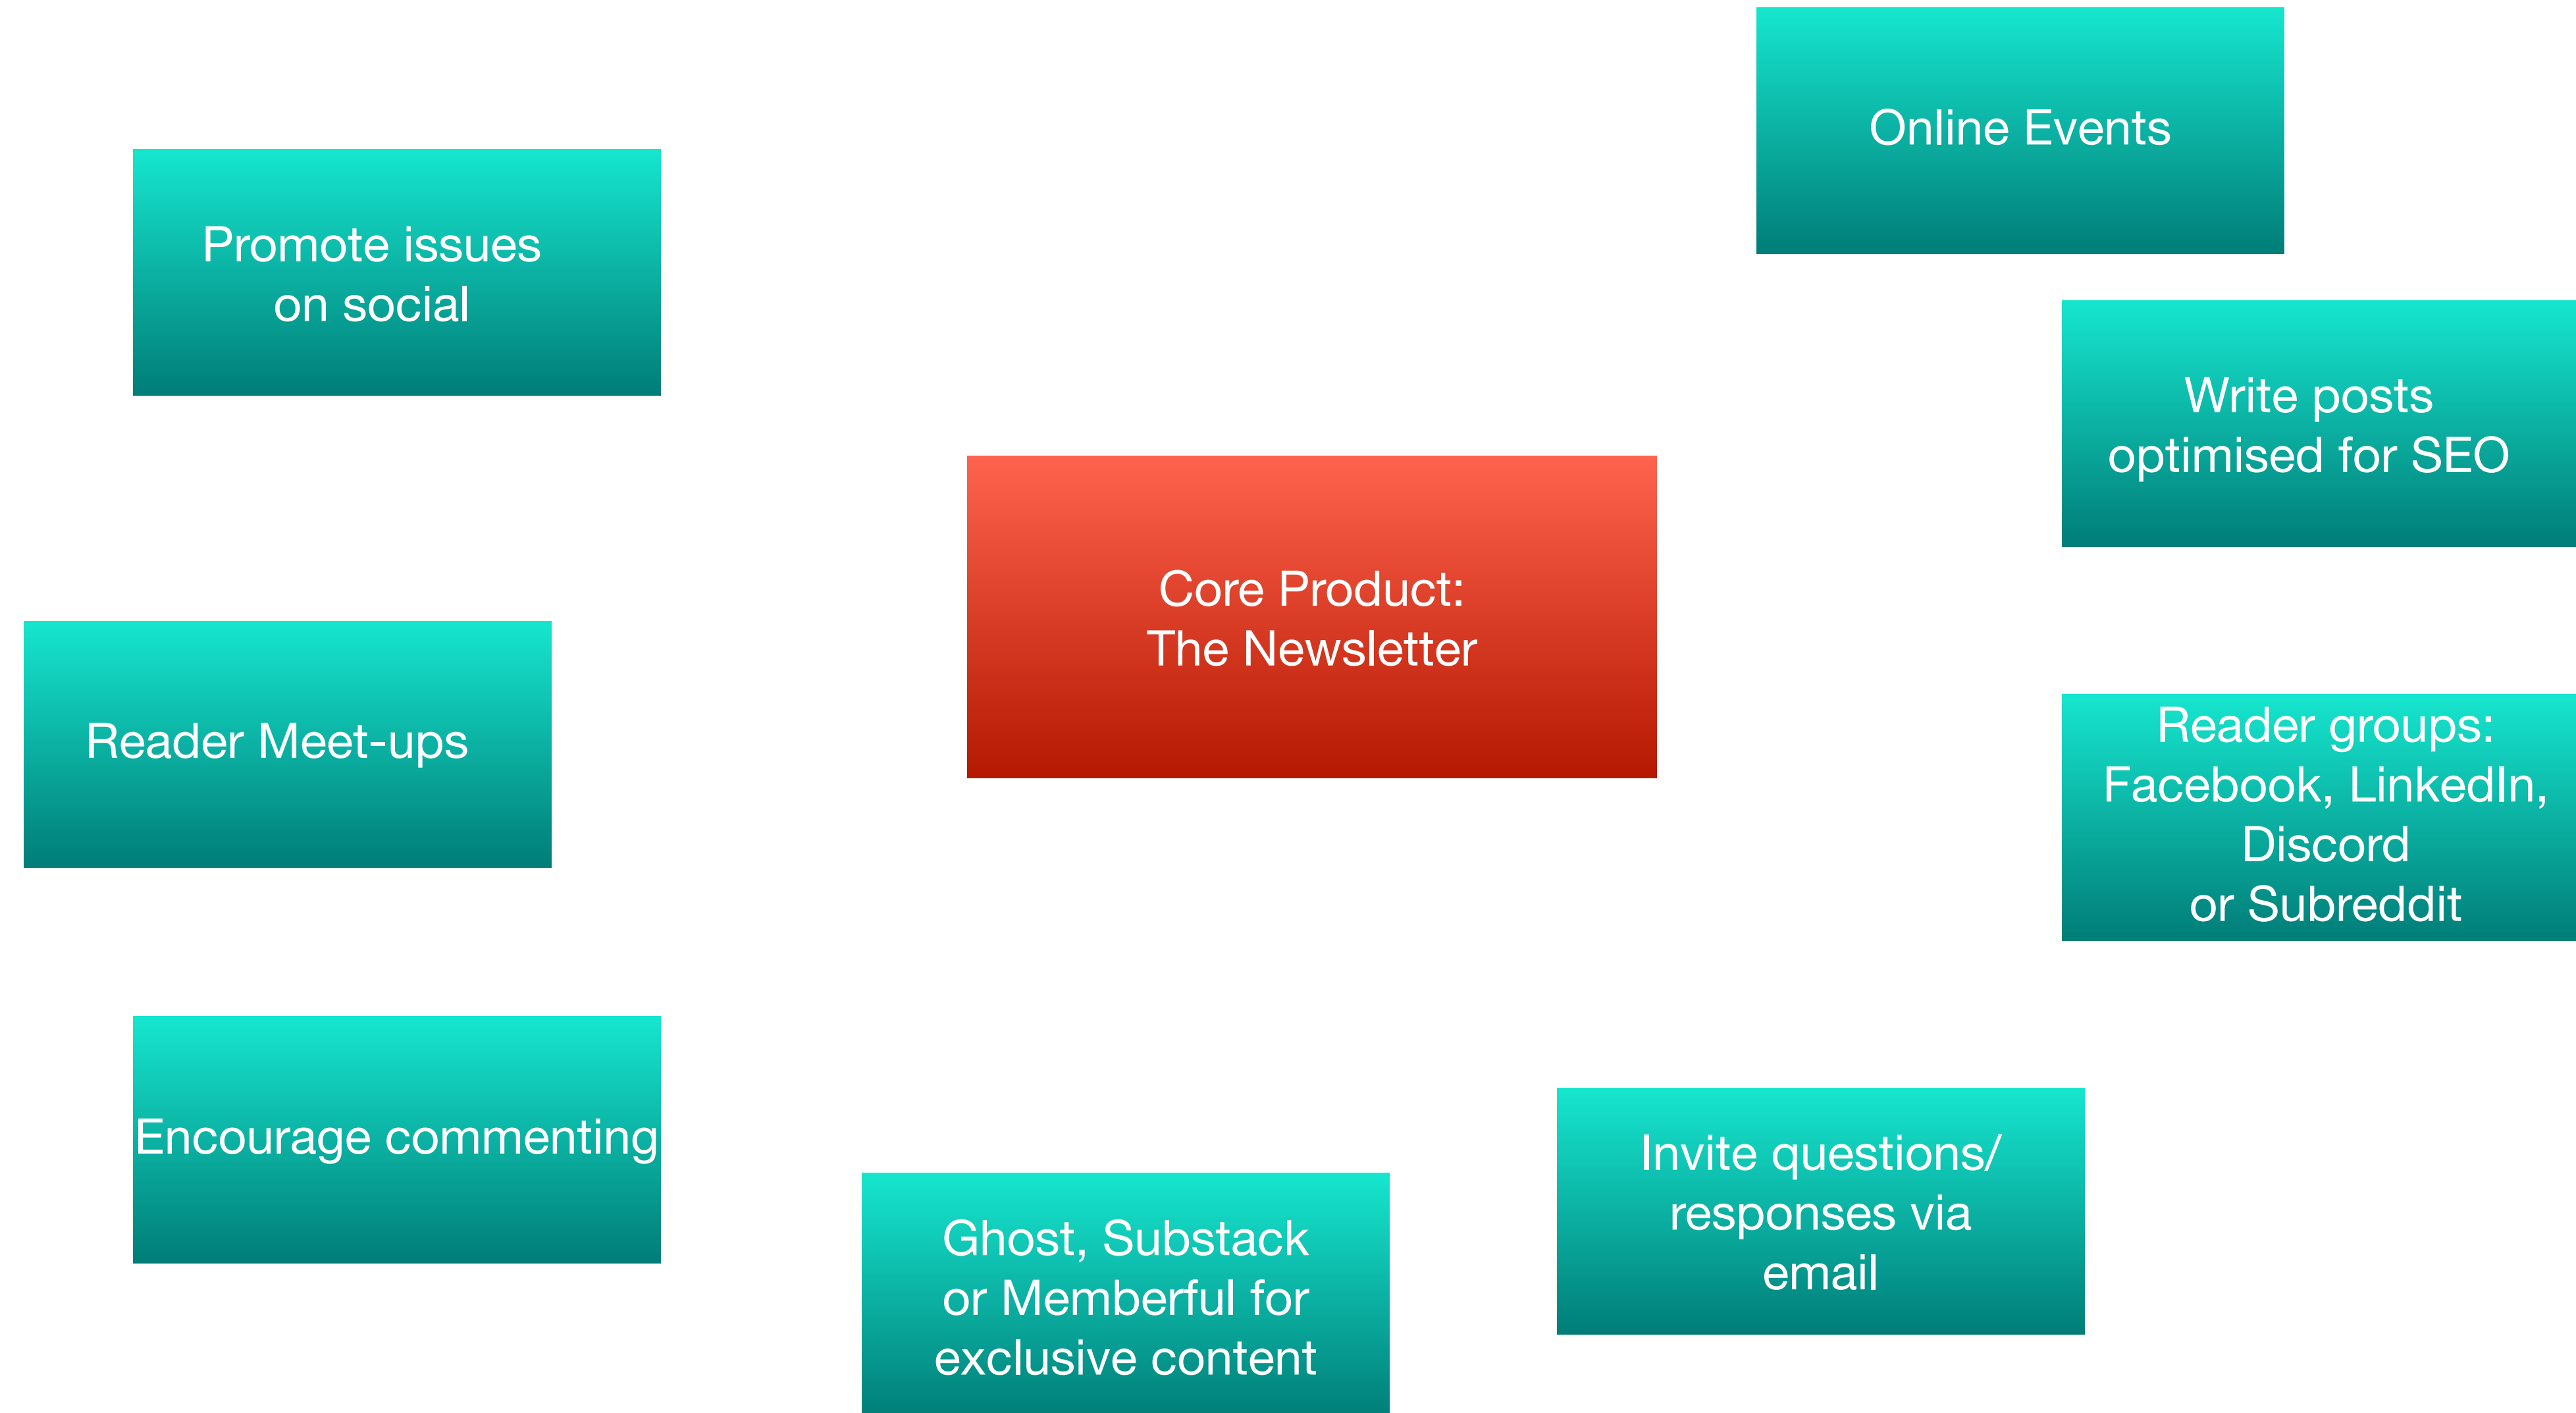 Online Events
Promote issues
on social
Write posts
optimised for SEO
Core Product:
The Newsletter
Reader Meet-ups
Reader groups:
Facebook, LinkedIn,
Discord
or Subreddit
Encourage commenting
Invite questions/
responses via
email
Ghost, Substack
or Memberful for
exclusive content